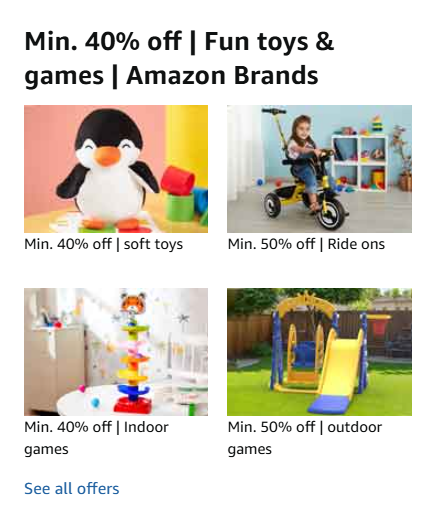 Min. 40% off | Fun toys &
games | Amazon Brands
Min. 40% off | soft toys
Min. 50% off | Ride ons
Min. 40% off | Indoor
games
Min. 50% off | outdoor
games
See all offers